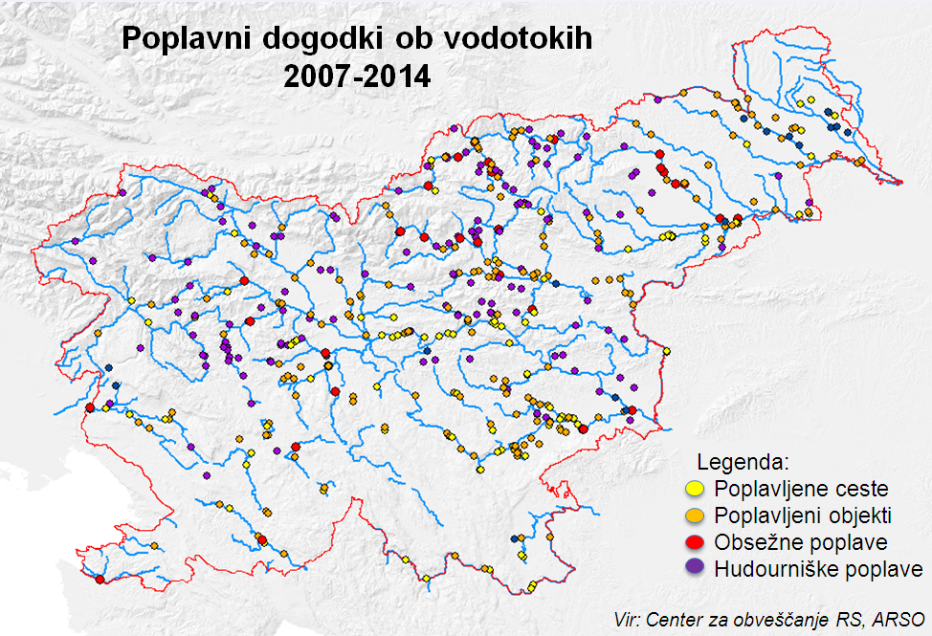 Poplavni dogodki ob vodotokih
2007-2014
Legenda:
Poplavljene ceste
Poplavljeni objekti
Obsežne poplave
Hudourniške poplave
Vir: Center za obveščanje RS, ARSO